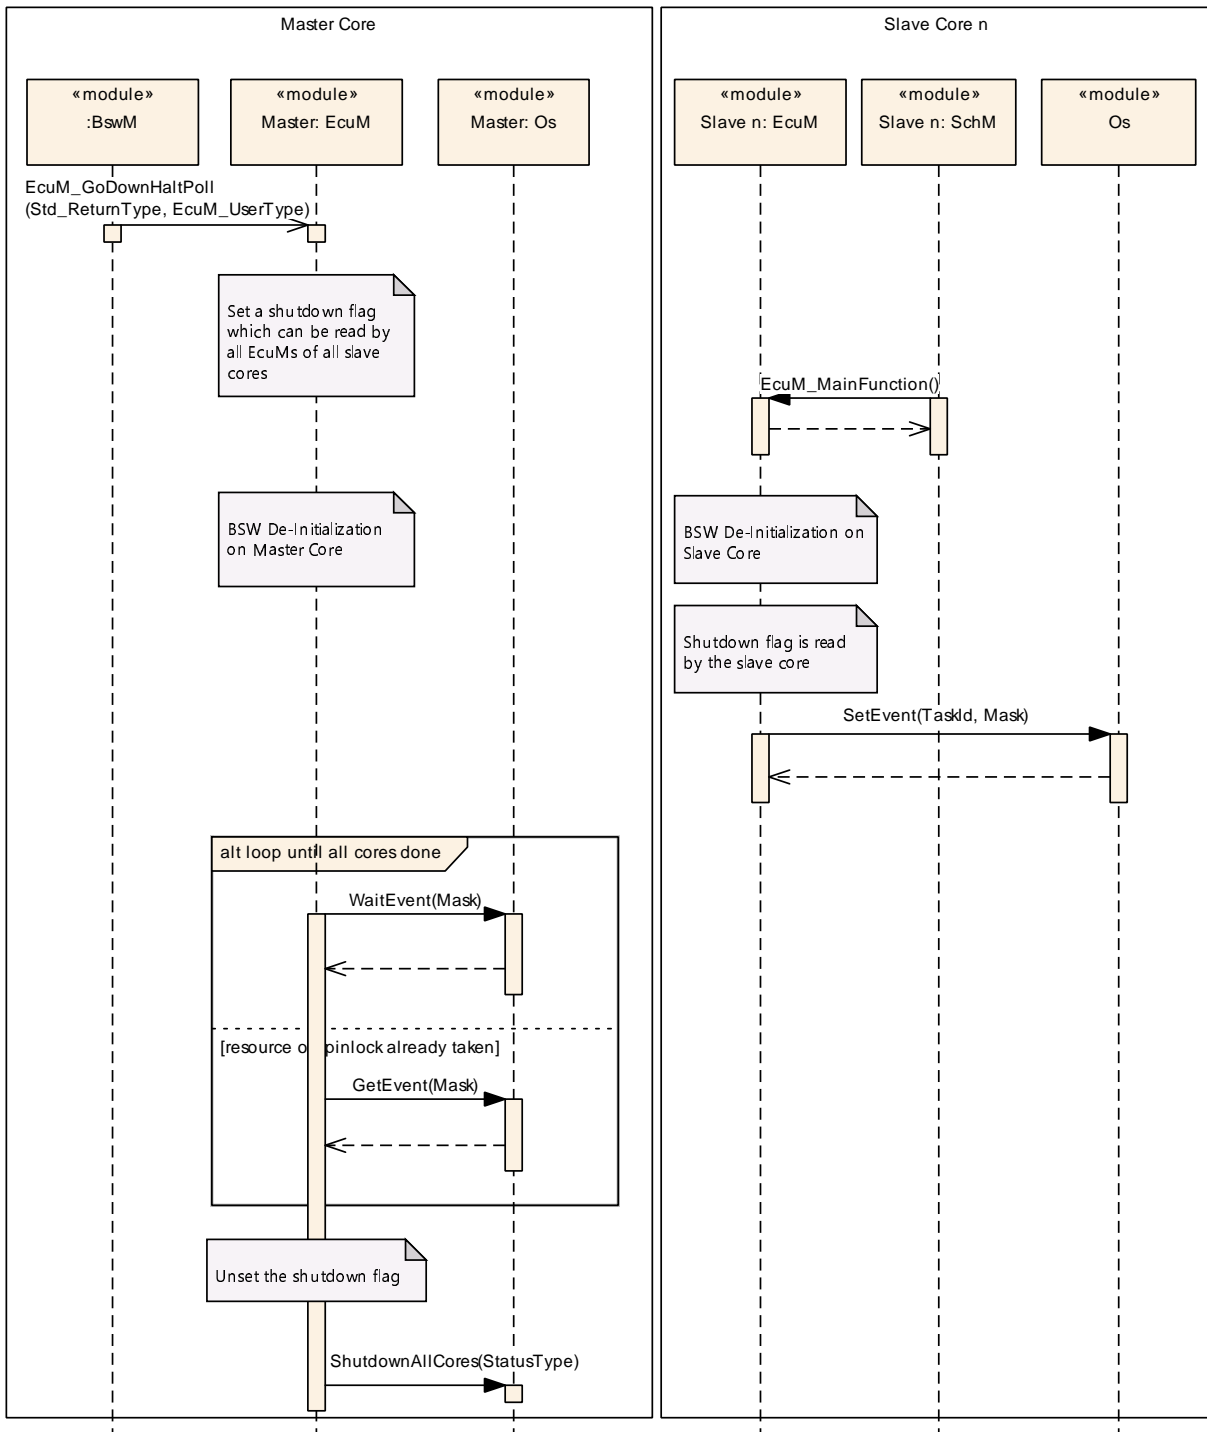 Master Core
«module»
:BswM
«module»
Master: EcuM
«module»
Master: Os
EcuM_GoDownHaltPoll
(Std_ReturnType, EcuM_UserType)
Set a shutdown flag
which can be read by
all EcuMs of all slave
cores
BSW De-Initialization
on Master Core
alt loop until all cores done
WaitEvent(Mask)
[resource o pinlock already taken]
GetEvent(Mask)
Unset the shutdown flag
ShutdownAllCores(StatusType)
Slave Core n
«module»
Slave n: EcuM
«module»
Slave n: SchM
«module»
Os
EcuM_MainFunction()
BSW De-Initialization on
Slave Core
Shutdown flag is read
by the slave core
SetEvent(TaskId, Mask)